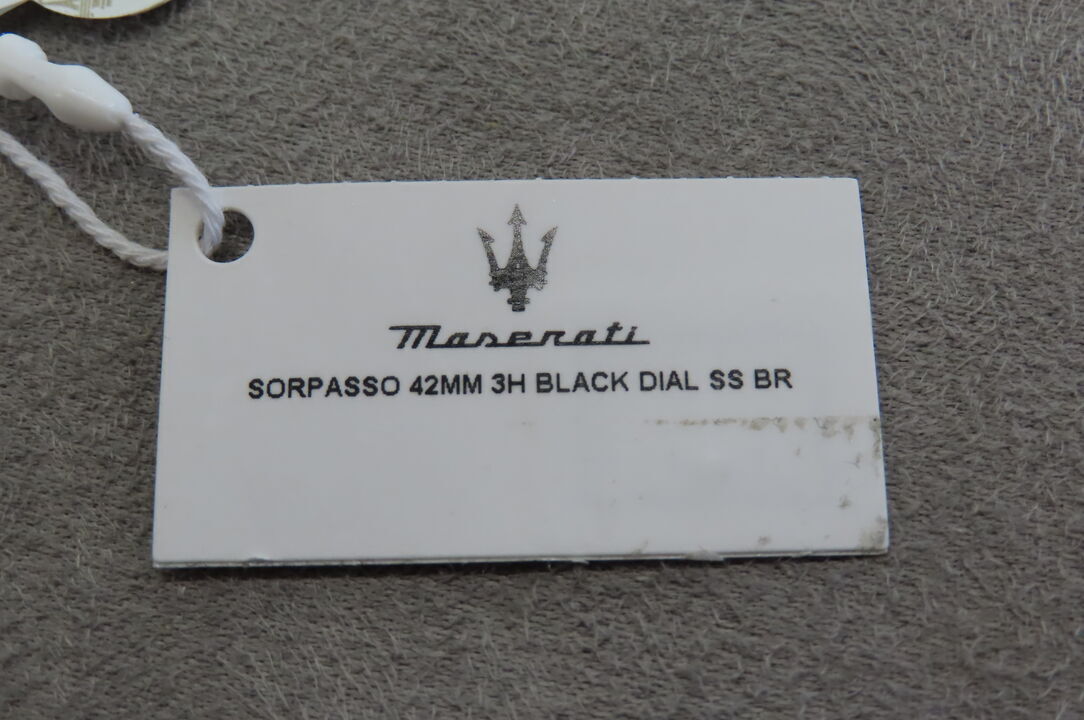 Maserati
SORPASSO 42MM 3H BLACK DIAL SS BR